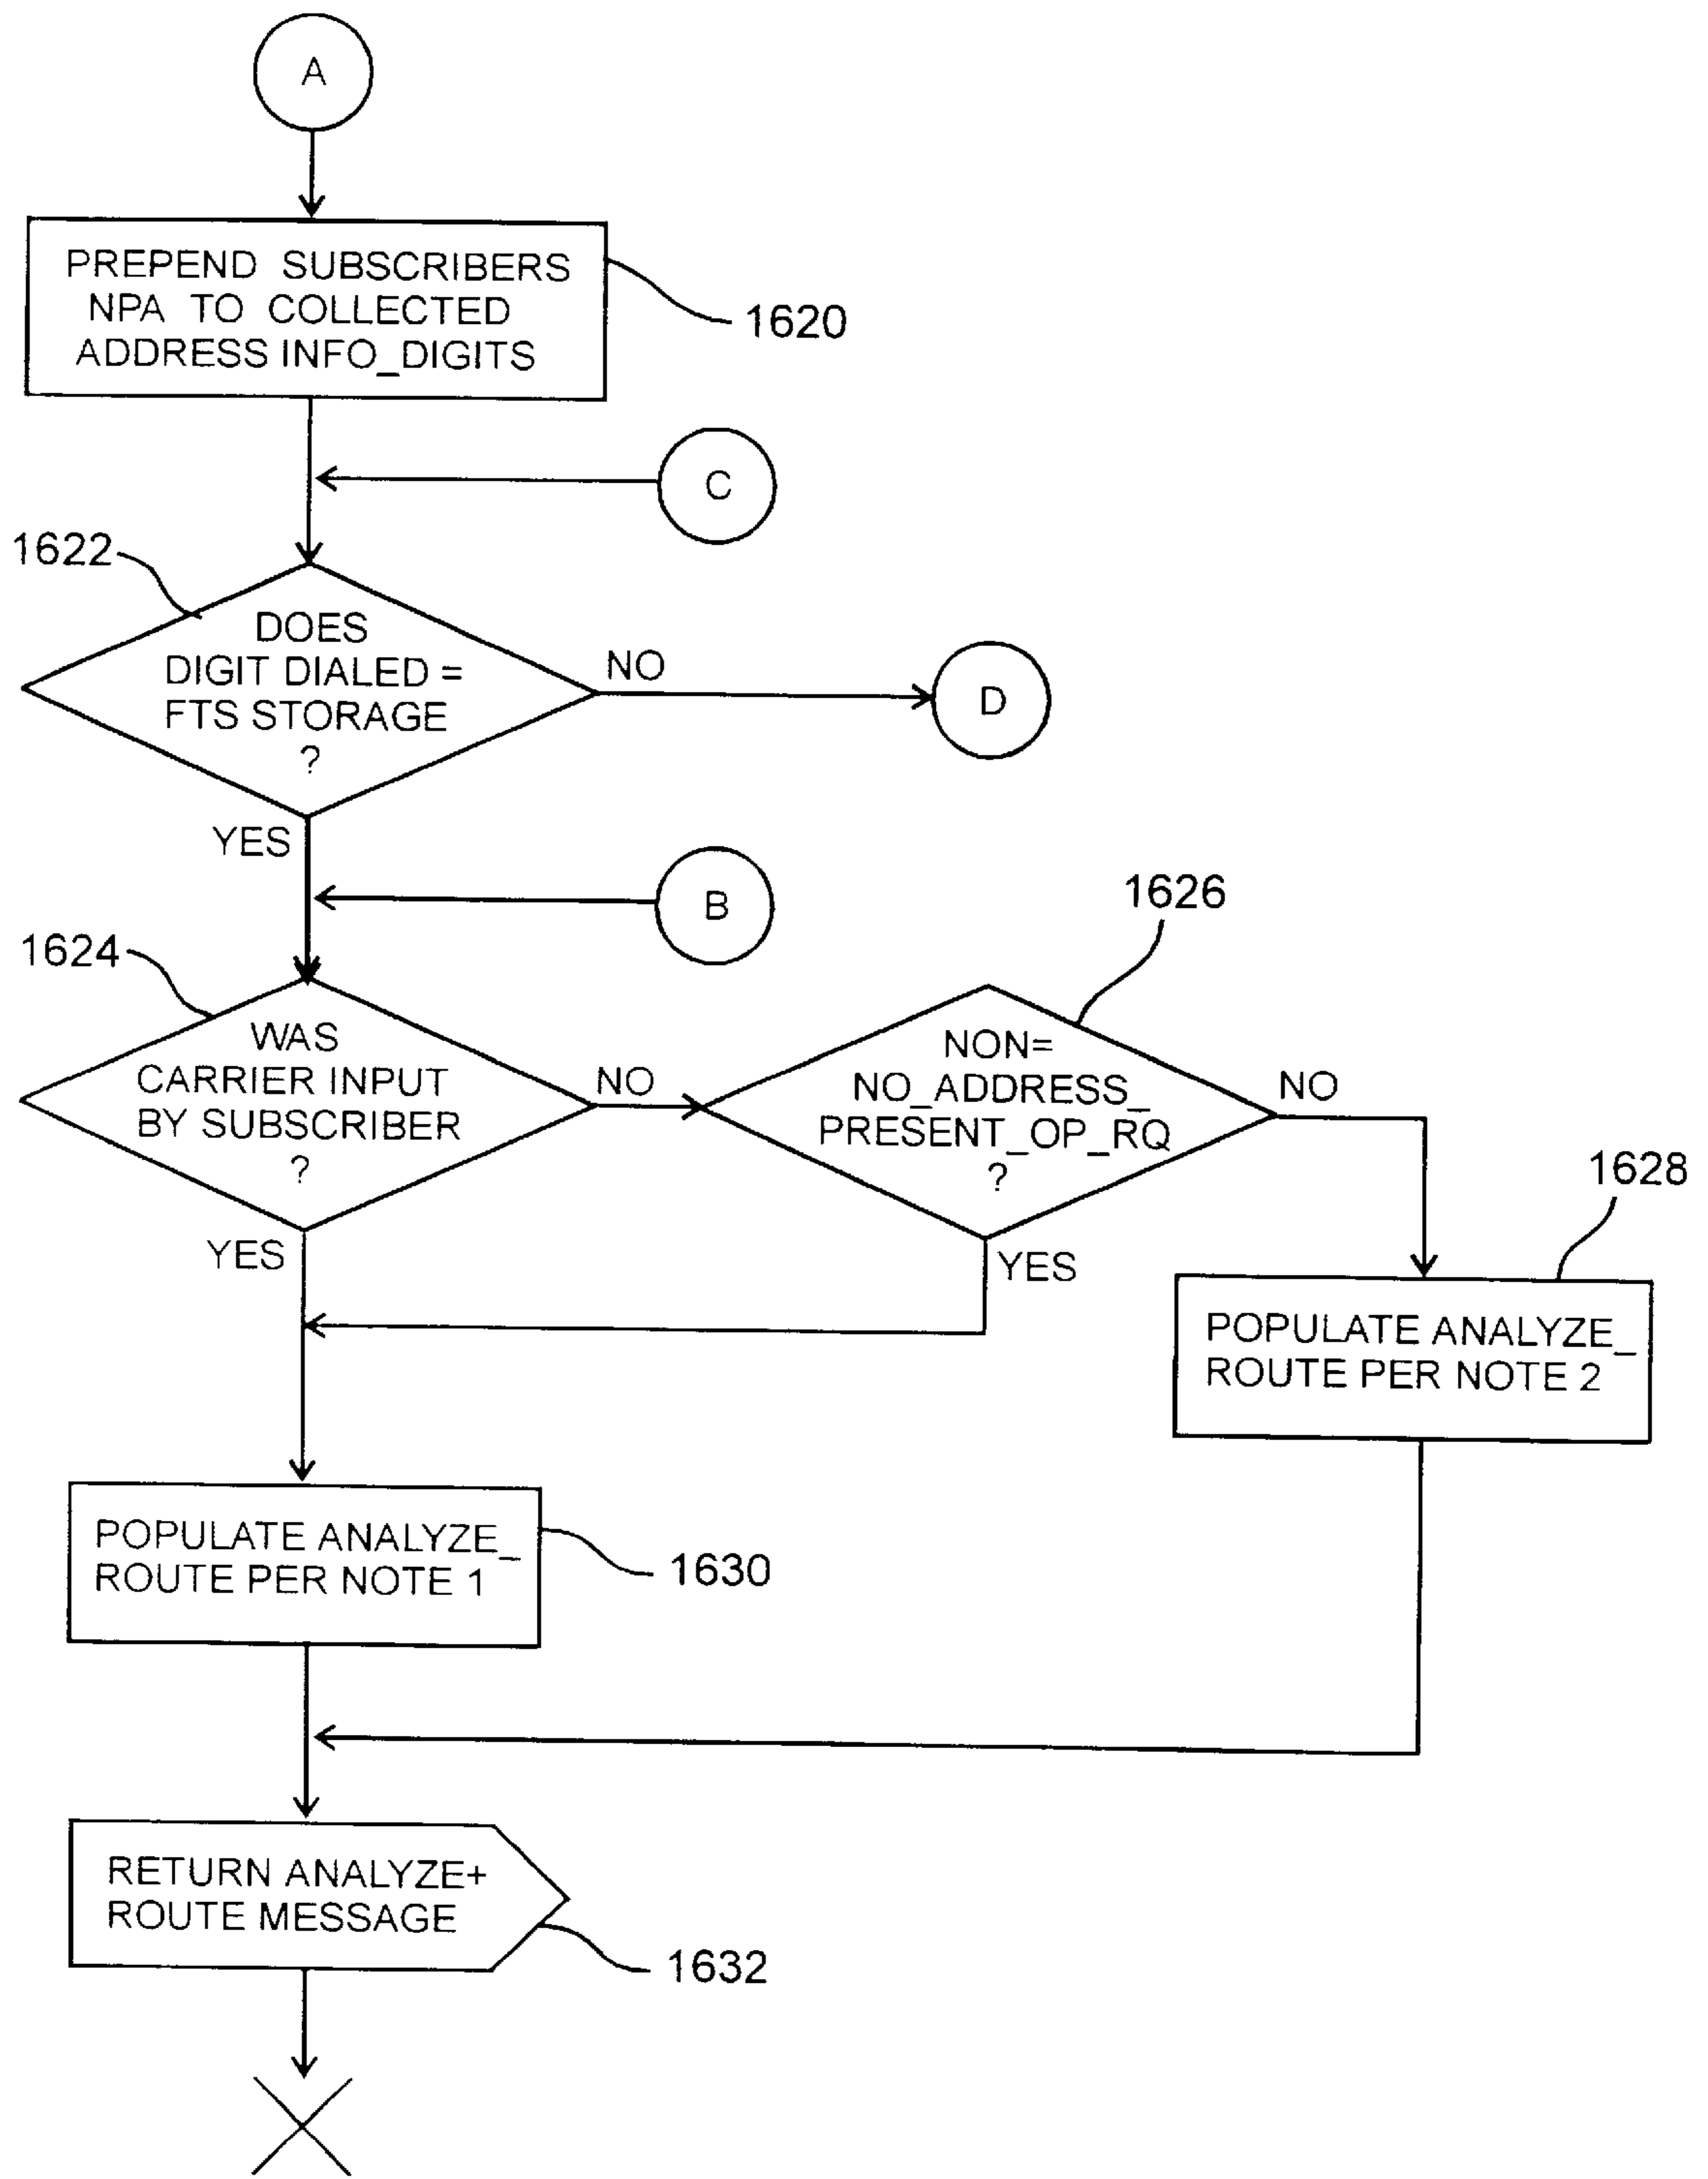 A
PREPEND SUBSCRIBERS
NPA TO COLLECTED
ADDRESS INFO_DIGITS
1620
C
1622
DOES
DIGIT DIALED =
FTS STORAGE
?
NO
D
YES
B
1624
WAS
CARRIER INPUT
BY SUBSCRIBER
?
NO
YES
1626
NON=
NO_ADDRESS_
PRESENT_OP_RQ
?
NO
YES
1628
POPULATE ANALYZE_
ROUTE PER NOTE 2
POPULATE ANALYZE_
ROUTE PER NOTE 1
1630
RETURN ANALYZE+
ROUTE MESSAGE
1632